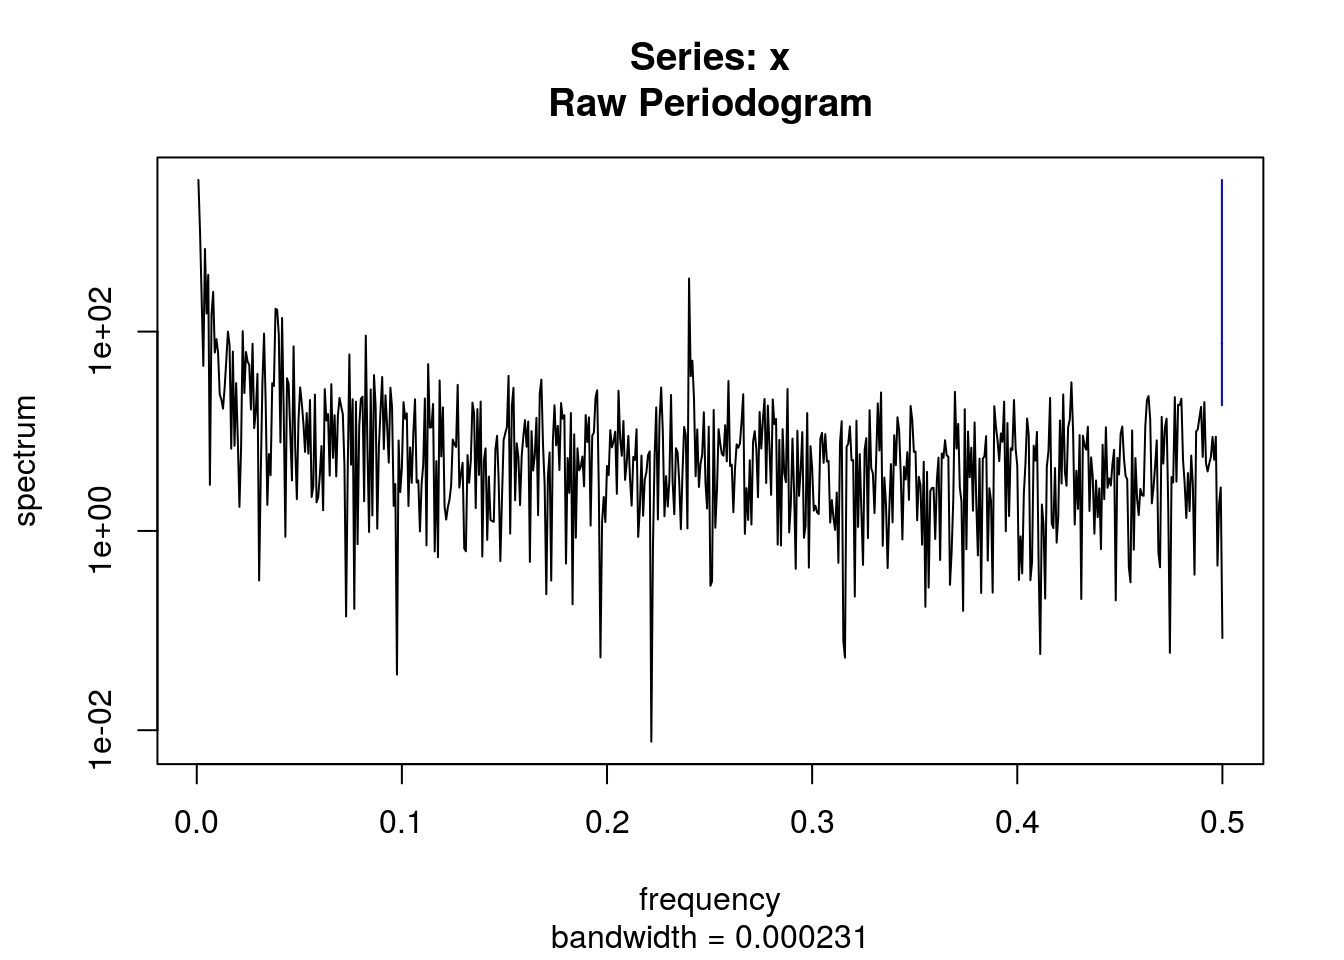 Series: x
Raw Periodogram
spectrum
1e+02
1e+00
1e-02
0.0 0.1 0.2 0.3 0.4 0.5
frequency
bandwidth = 0.000231